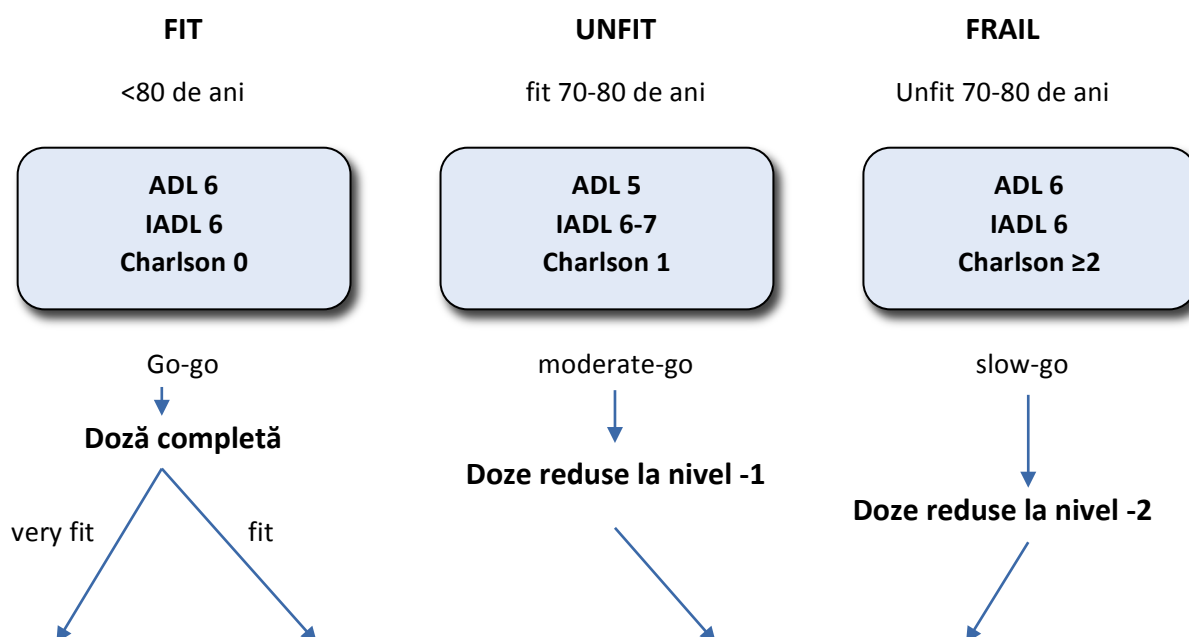 FIT
<80 de ani
ADL 6
IADL 6
Charlson 0
Go-go
Doză completă
very fit
fit
UNFIT
fit 70-80 de ani
ADL 5
IADL 6-7
Charlson 1
moderate-go
Doze reduse la nivel -1
FRAIL
Unfit 70-80 de ani
ADL 6
IADL 6
Charlson ≥2
slow-go
Doze reduse la nivel -2